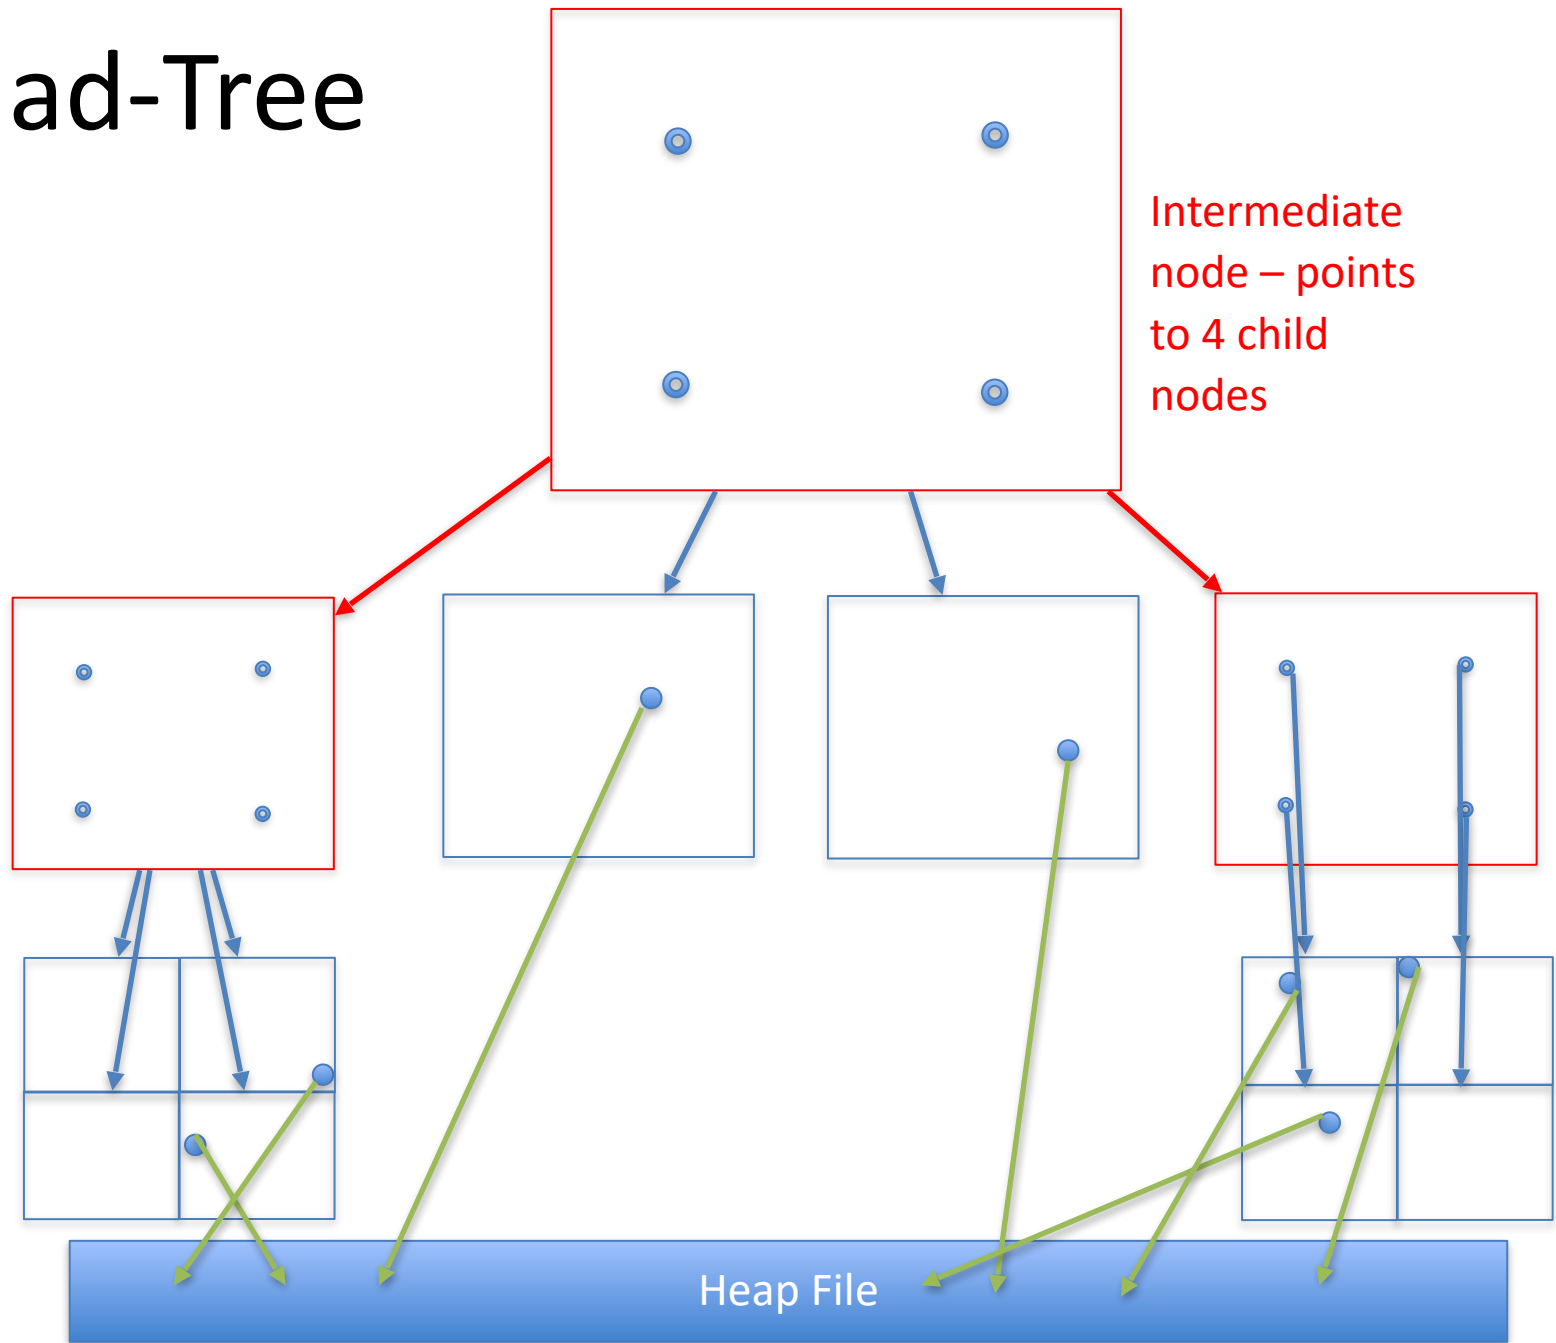 ad-Tree
Intermediate
node – points
to 4 child
nodes
Heap File